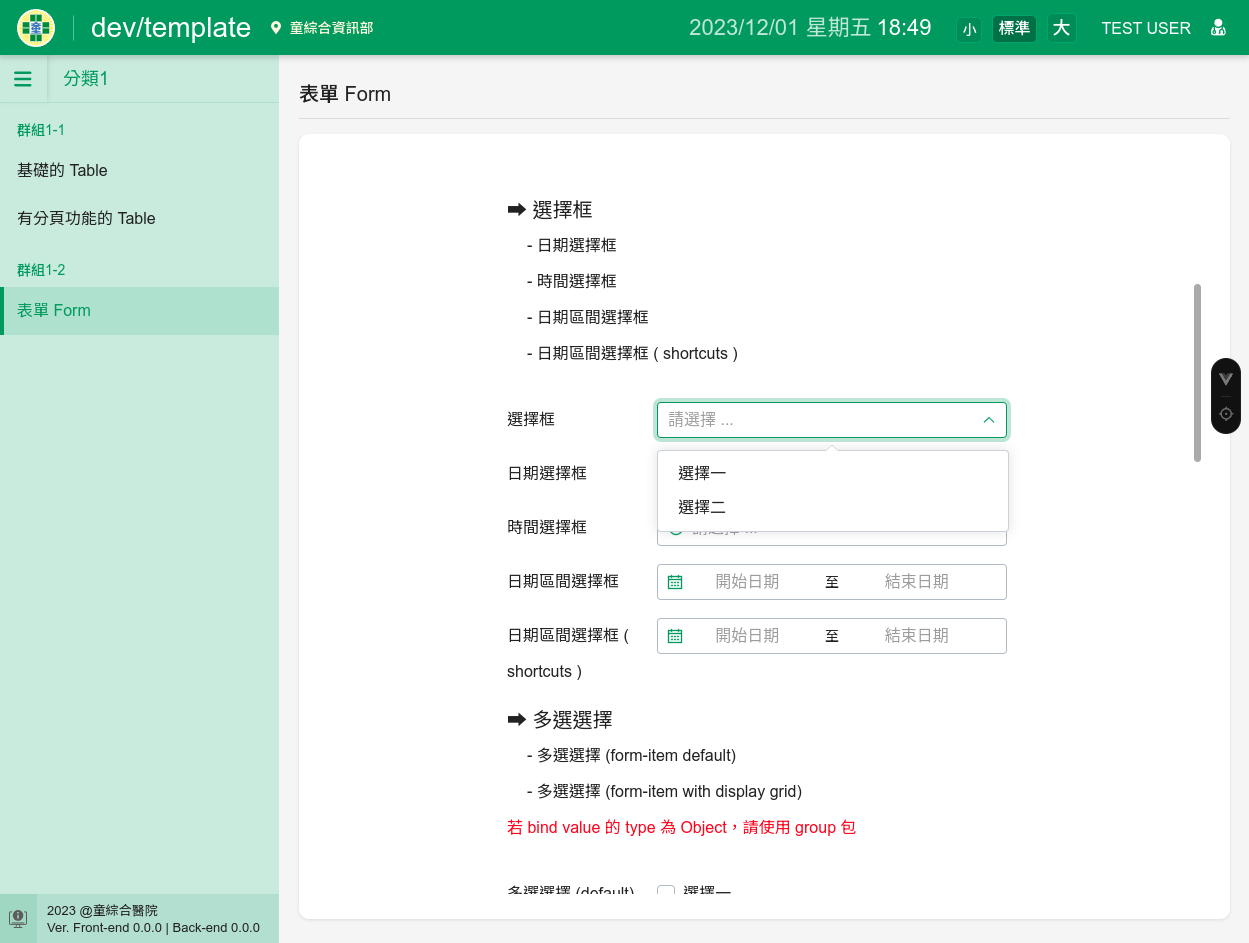 童
dev/template
童綜合資訊部
2023/12/01 星期五 18:49
小
標準
大
TEST USER
分類1
群組1-1
基礎的 Table
有分頁功能的 Table
群組1-2
表單 Form
2023 @童綜合醫院
Ver. Front-end 0.0.0 | Back-end 0.0.0
表單 Form
➡ 選擇框
- 日期選擇框
- 時間選擇框
- 日期區間選擇框
- 日期區間選擇框 ( shortcuts )
選擇框
請選擇 ...
選擇一
選擇二
日期選擇框
時間選擇框
請選擇 ...
日期區間選擇框
開始日期 至 結束日期
日期區間選擇框 (
shortcuts )
開始日期 至 結束日期
➡ 多選選擇
- 多選選擇 (form-item default)
- 多選選擇 (form-item with display grid)
若 bind value 的 type 為 Object，請使用 group 包
多選選擇 (default)
選擇一